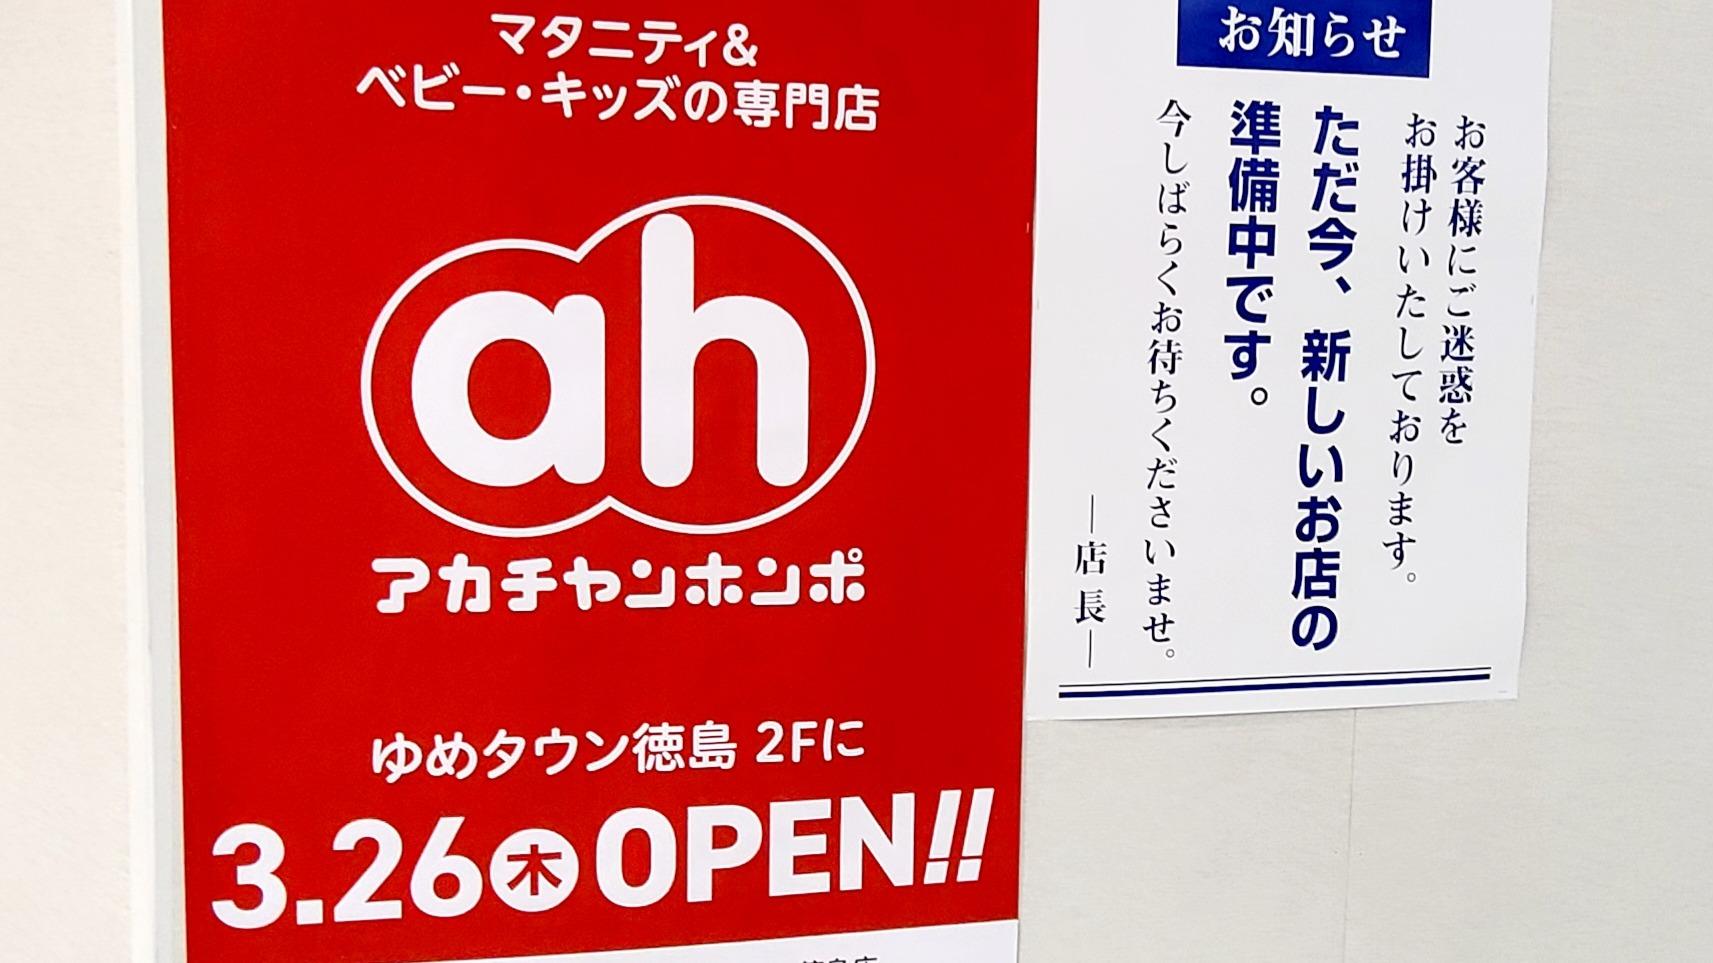 マタニティ&
ベビー・キッズの専門店
ah
アカチャンホンポ
ゆめタウン徳島 2Fに
3.26木OPEN!!
お知らせ
お客様にご迷惑を
お掛けいたしております。
ただ今、新しいお店の
準備中です。
今しばらくお待ちくださいませ。
―店長―